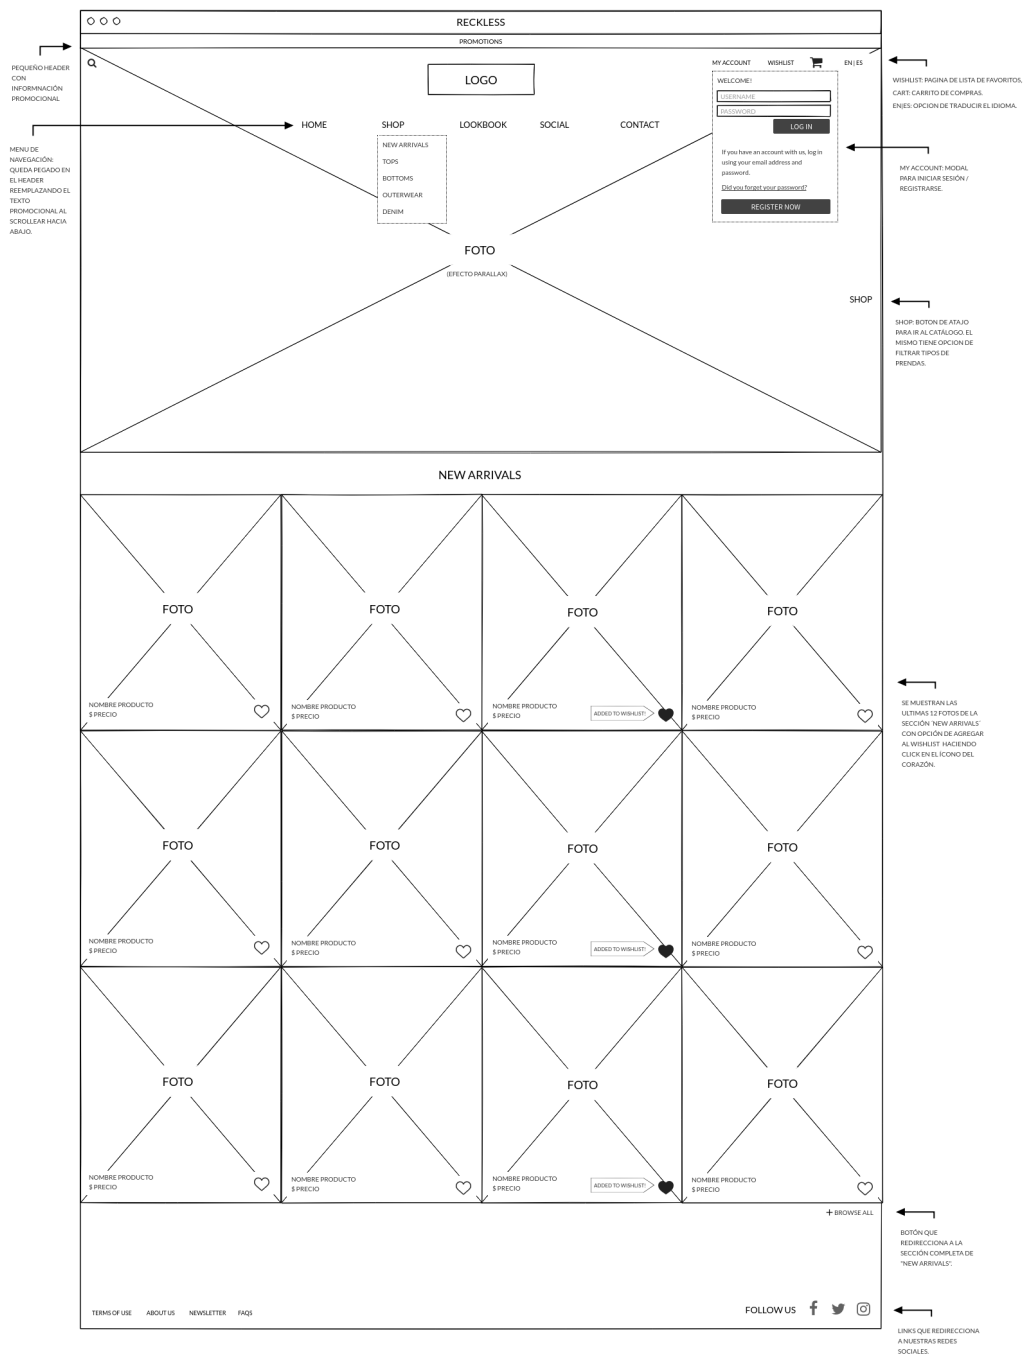 RECKLESS
PROMOTIONS
PEQUEÑO HEADER
CON
INFORMNACIÓN
PROMOCIONAL
MY ACCOUNT
WISHLIST
EN | ES
WISHLIST: PAGINA DE LISTA DE FAVORITOS,
CART: CARRITO DE COMPRAS.
EN|ES: OPCION DE TRADUCIR EL IDIOMA.
LOGO
WELCOME!
USERNAME
PASSWORD
LOG IN
If you have an account with us, log in
using your email address and
password.
Did you forget your password?
REGISTER NOW
MY ACCOUNT: MODAL
PARA INICIAR SESIÓN /
REGISTRARSE.
HOME
SHOP
LOOKBOOK
SOCIAL
CONTACT
NEW ARRIVALS
TOPS
BOTTOMS
OUTERWEAR
DENIM
MENU DE
NAVEGACIÓN:
QUEDA PEGADO EN
EL HEADER
REEMPLAZANDO EL
TEXTO
PROMOCIONAL AL
SCROLLEAR HACIA
ABAJO.
FOTO
(EFECTO PARALLAX)
SHOP
SHOP: BOTON DE ATAJO
PARA IR AL CATÁLOGO. EL
MISMO TIENE OPCION DE
FILTRAR TIPOS DE
PRENDAS.
NEW ARRIVALS
FOTO
NOMBRE PRODUCTO
$ PRECIO
FOTO
NOMBRE PRODUCTO
$ PRECIO
FOTO
NOMBRE PRODUCTO
$ PRECIO
ADDED TO WISHLIST!
FOTO
NOMBRE PRODUCTO
$ PRECIO
SE MUESTRAN LAS
ULTIMAS 12 FOTOS DE LA
SECCIÓN ´NEW ARRIVALS´
CON OPCIÓN DE AGREGAR
AL WISHLIST HACIENDO
CLICK EN EL ÍCONO DEL
CORAZÓN.
FOTO
NOMBRE PRODUCTO
$ PRECIO
FOTO
NOMBRE PRODUCTO
$ PRECIO
FOTO
NOMBRE PRODUCTO
$ PRECIO
ADDED TO WISHLIST!
FOTO
NOMBRE PRODUCTO
$ PRECIO
FOTO
NOMBRE PRODUCTO
$ PRECIO
FOTO
NOMBRE PRODUCTO
$ PRECIO
FOTO
NOMBRE PRODUCTO
$ PRECIO
ADDED TO WISHLIST!
FOTO
NOMBRE PRODUCTO
$ PRECIO
+ BROWSE ALL
BOTÓN QUE
REDIRECCIONA A LA
SECCIÓN COMPLETA DE
"NEW ARRIVALS".
TERMS OF USE
ABOUT US
NEWSLETTER
FAQS
FOLLOW US
LINKS QUE REDIRECCIONA
A NUESTRAS REDES
SOCIALES.